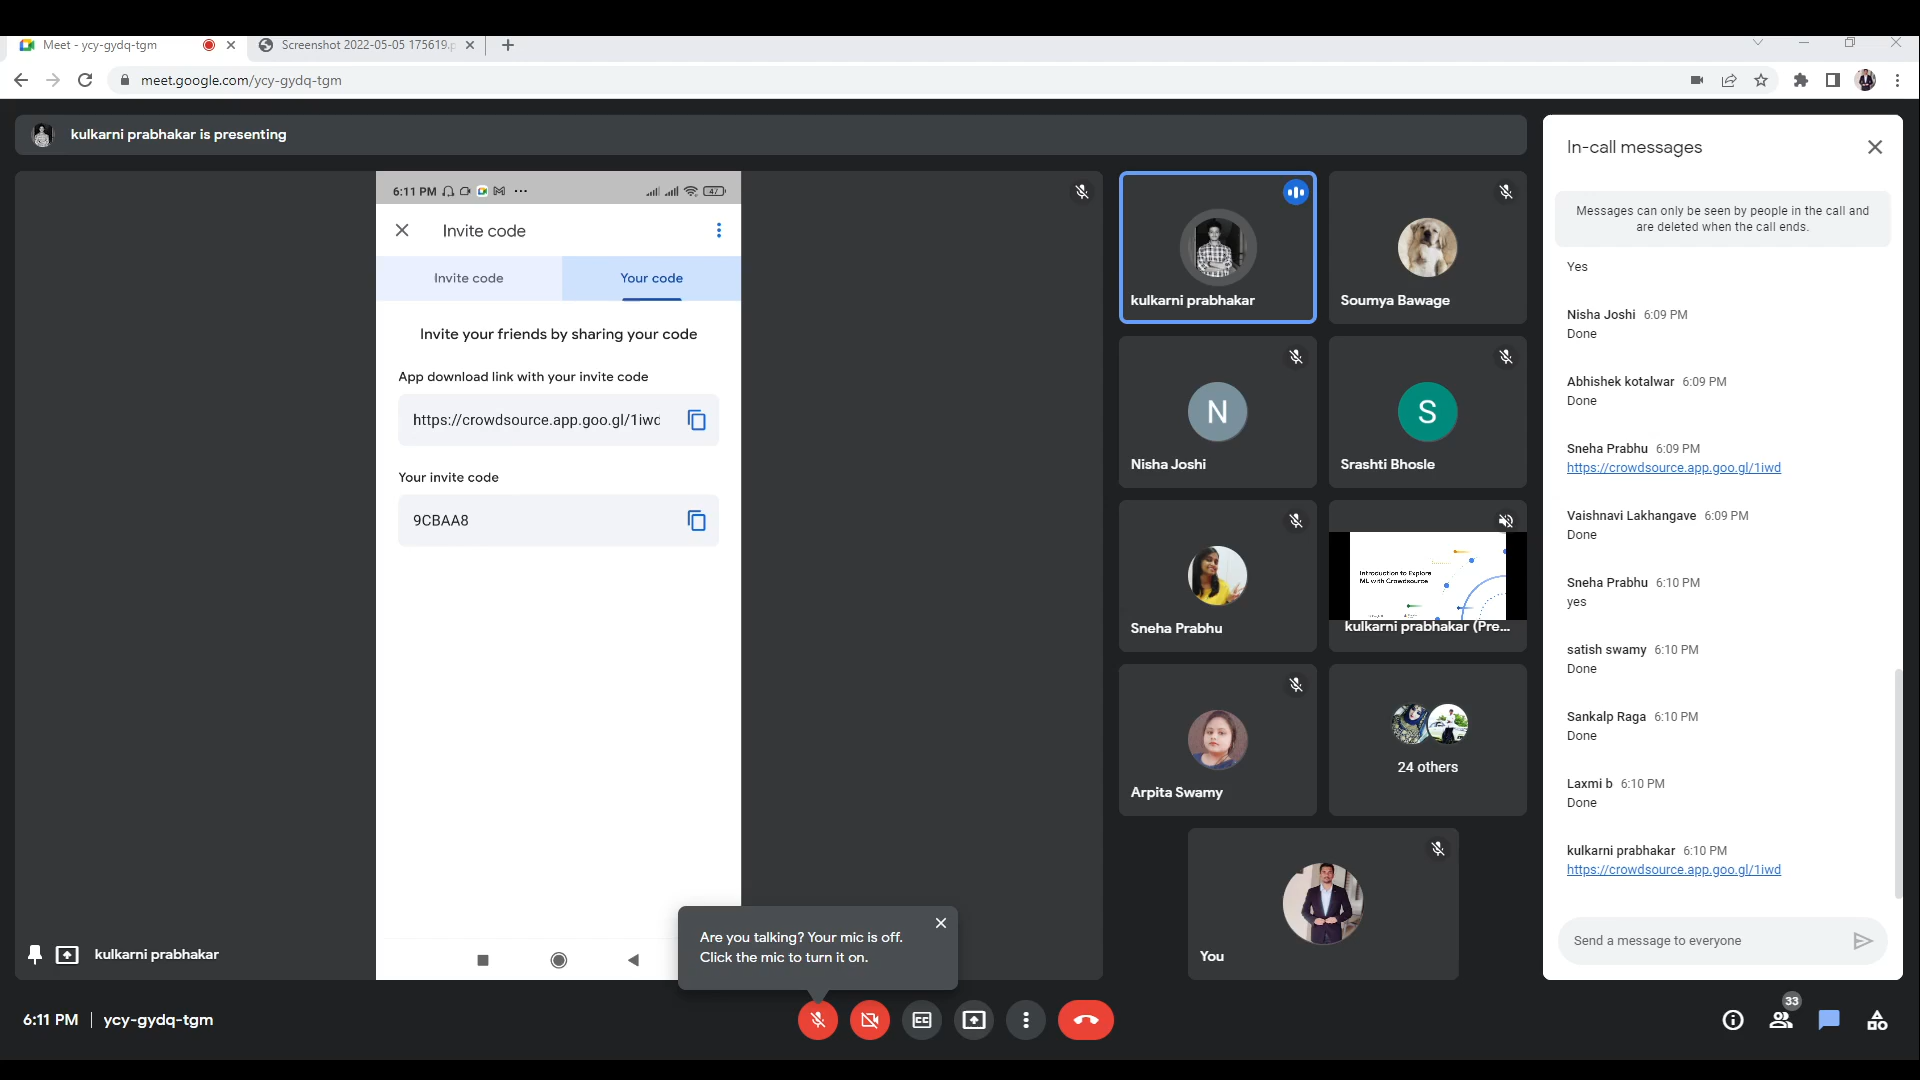 Meet - ycy-gydq-tgm
Screenshot 2022-05-05 175619.p
meet.google.com/ycy-gydq-tgm
kulkarni prabhakar is presenting
6:11 PM
47
Invite code
Invite code
Your code
Invite your friends by sharing your code
App download link with your invite code
https://crowdsource.app.goo.gl/1iwd
Your invite code
9CBAA8
kulkarni prabhakar
Are you talking? Your mic is off.
Click the mic to turn it on.
kulkarni prabhakar
Soumya Bawage
N
Nisha Joshi
S
Srashti Bhosle
Sneha Prabhu
Introduction to Explore
ML with Crowdsource
kulkarni prabhakar (Pre...
Arpita Swamy
24 others
You
In-call messages
Messages can only be seen by people in the call and
are deleted when the call ends.
Yes
Nisha Joshi 6:09 PM
Done
Abhishek kotalwar 6:09 PM
Done
Sneha Prabhu 6:09 PM
https://crowdsource.app.goo.gl/1iwd
Vaishnavi Lakhangave 6:09 PM
Done
Sneha Prabhu 6:10 PM
yes
satish swamy 6:10 PM
Done
Sankalp Raga 6:10 PM
Done
Laxmi b 6:10 PM
Done
kulkarni prabhakar 6:10 PM
https://crowdsource.app.goo.gl/1iwd
Send a message to everyone
6:11 PM | ycy-gydq-tgm
33